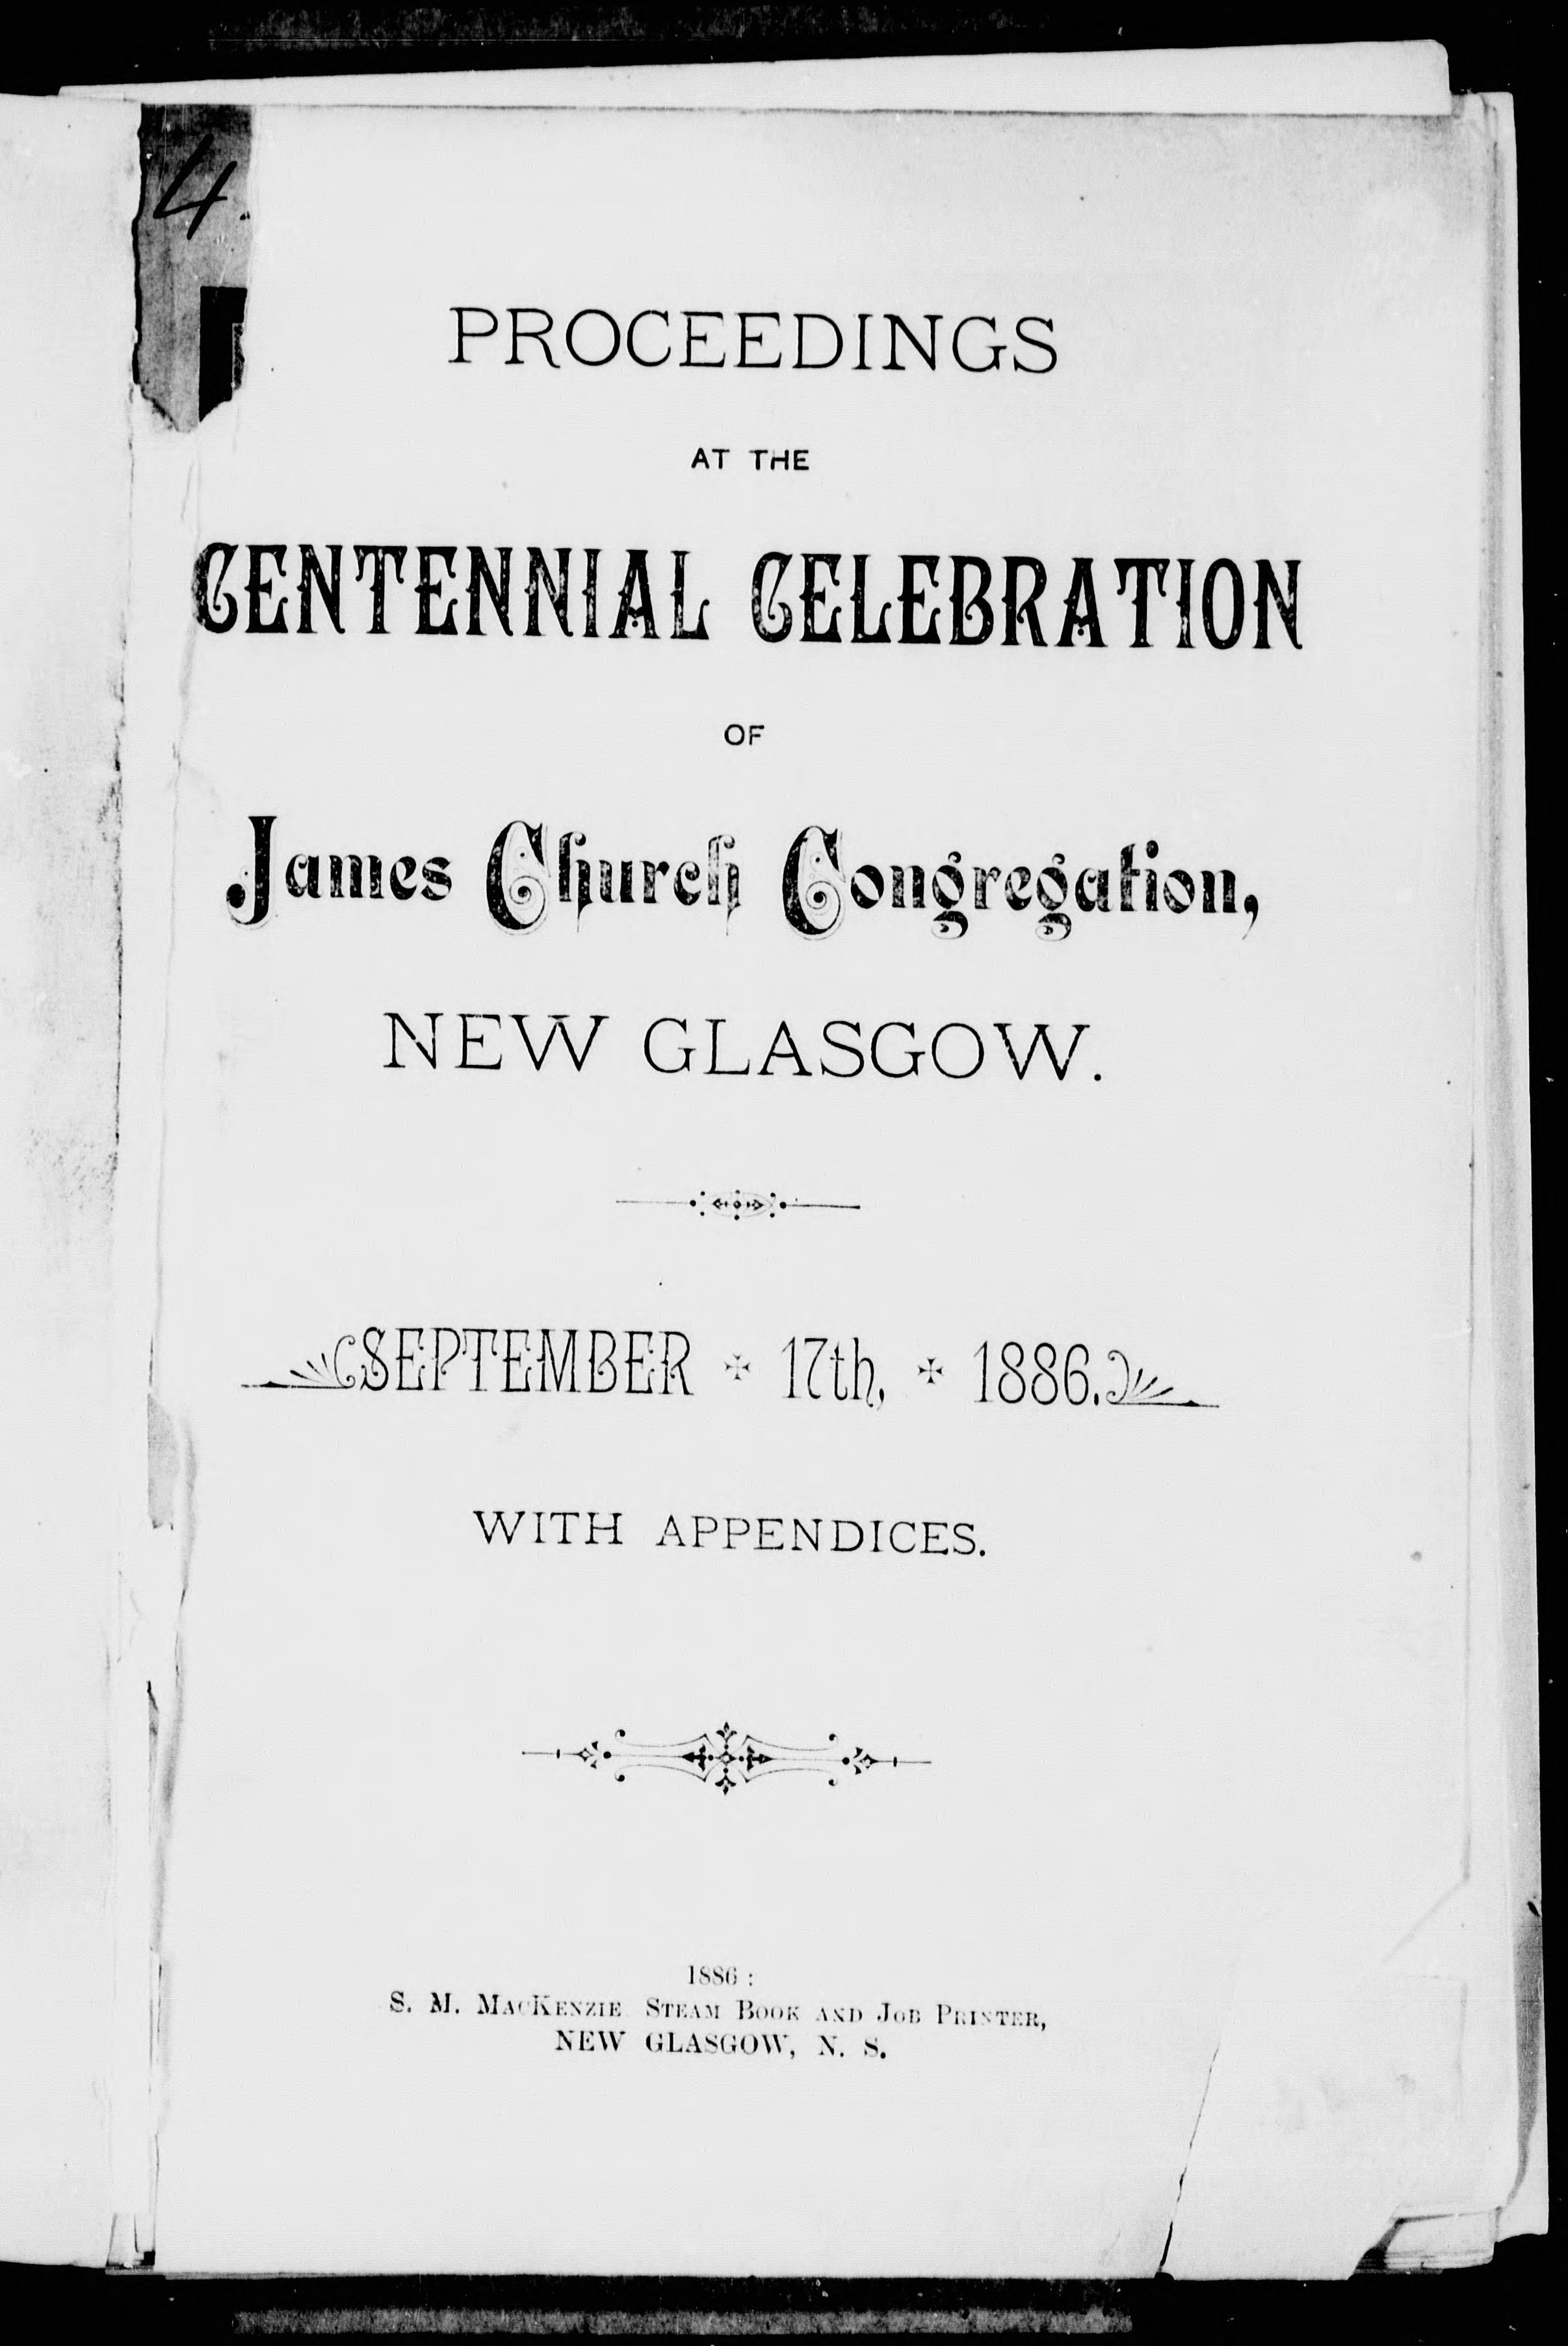 4.
PROCEEDINGS
AT THE
CENTENNIAL CELEBRATION
OF
James Church Congregation,
NEW GLASGOW.
SEPTEMBER 17th, 1886.
WITH APPENDICES.
1886 :
S. M. MACKENZIE STEAM BOOK AND JOB PRINTER,
NEW GLASGOW, N. S.